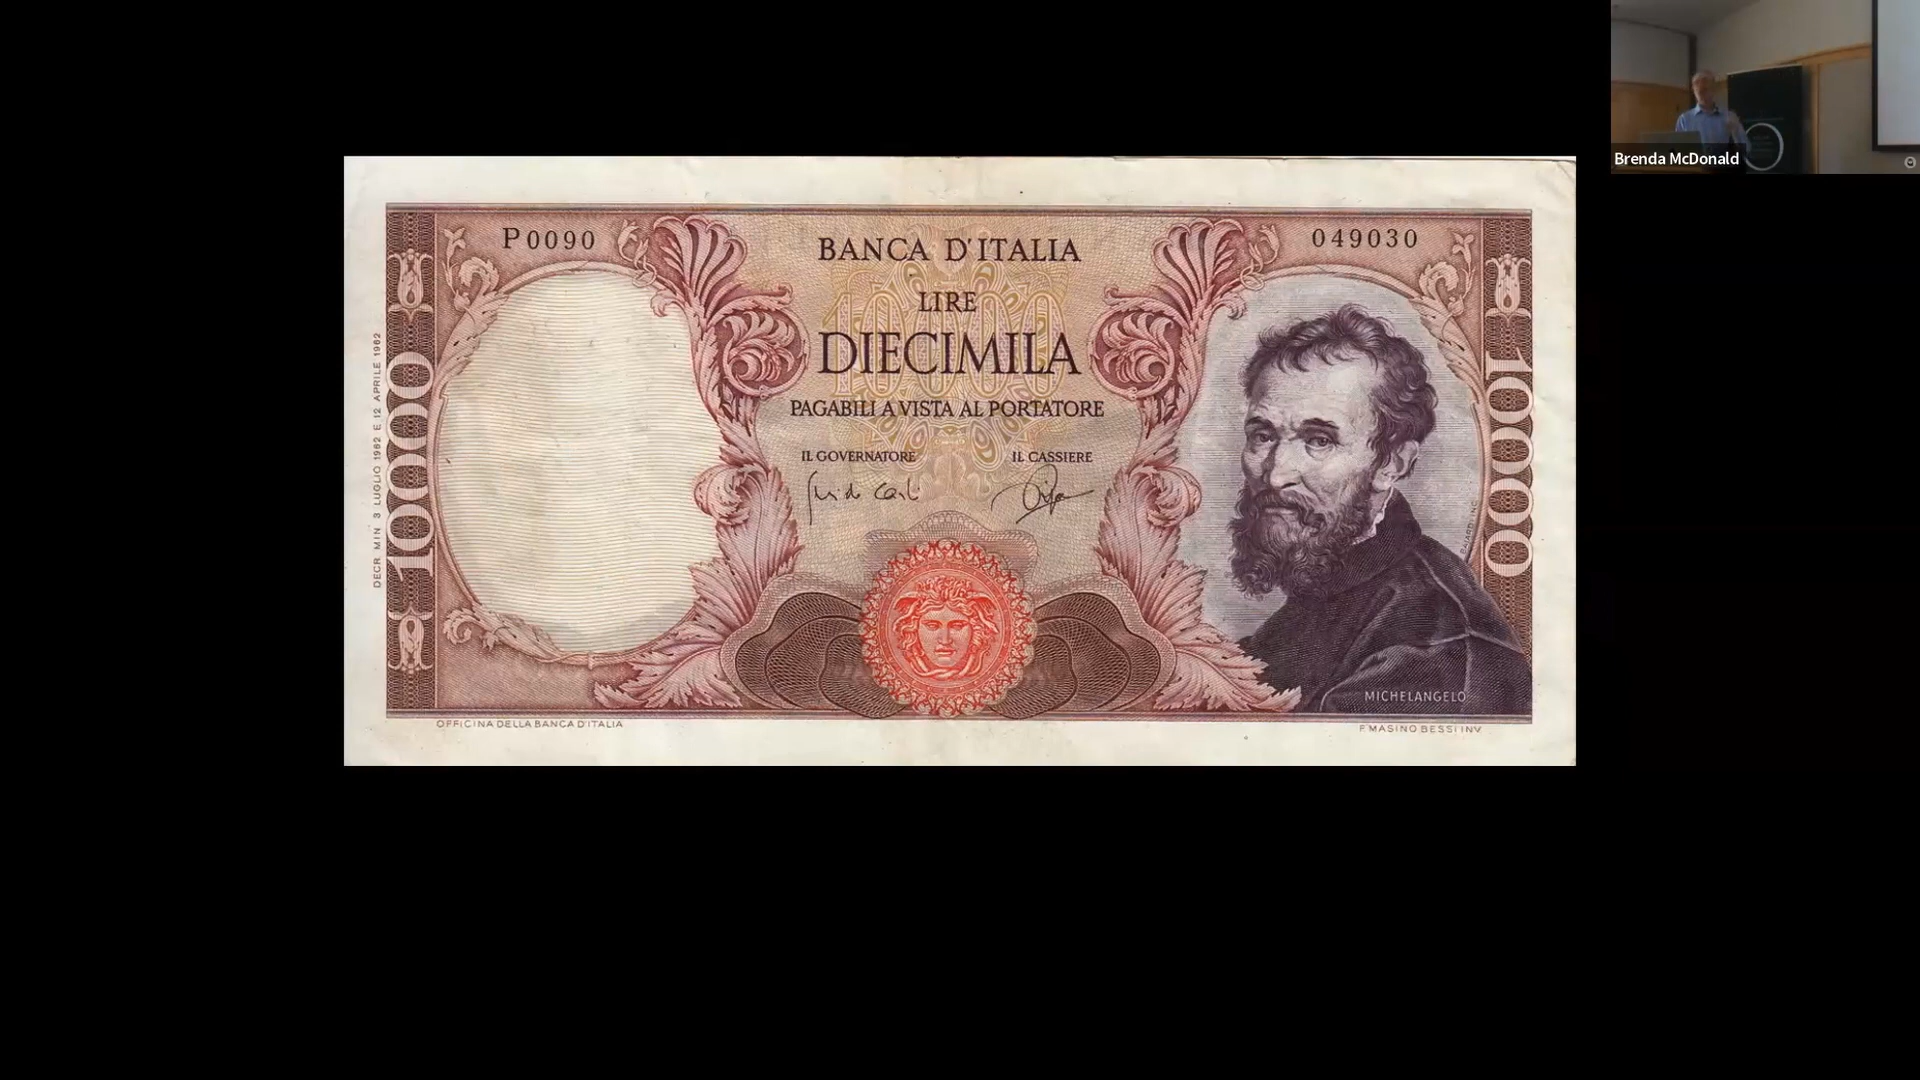 Brenda McDonald
P 0090
049030
BANCA D'ITALIA
LIRE
DIECIMILA
PAGABILI A VISTA AL PORTATORE
IL GOVERNATORE
IL CASSIERE
10000
10000
DECR MIN 3 LUGLIO 1962 E 12 APRILE 1962
MICHELANGELO
OFFICINA DELLA BANCA D'ITALIA
F. MASINO BESSI INV